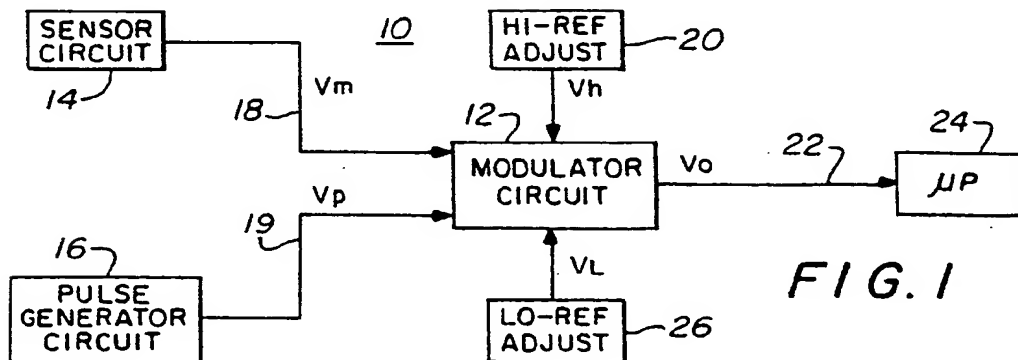 SENSOR
CIRCUIT
14
10
HI-REF
ADJUST
20
Vm
18
Vh
12
MODULATOR
CIRCUIT
Vo
22
24
µP
Vp
19
16
PULSE
GENERATOR
CIRCUIT
VL
LO-REF
ADJUST
26
FIG. 1